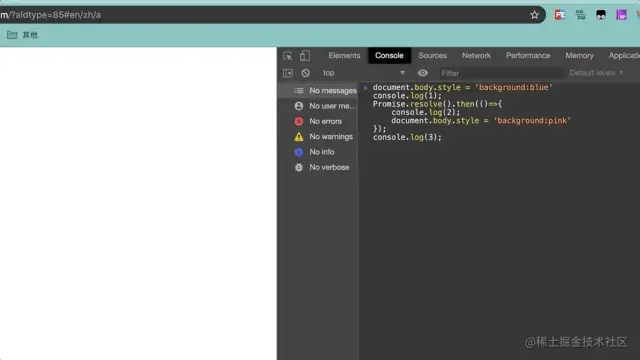 m/?aldtype=85#en/zh/a
其他
Elements Console Sources Network Performance Memory
top Filter Default levels
No messages
No user me...
No errors
No warnings
No info
No verbose
document.body.style = 'background:blue'
console.log(1);
Promise.resolve().then(()=>{
console.log(2);
document.body.style = 'background:pink'
});
console.log(3);
@稀土掘金技术社区